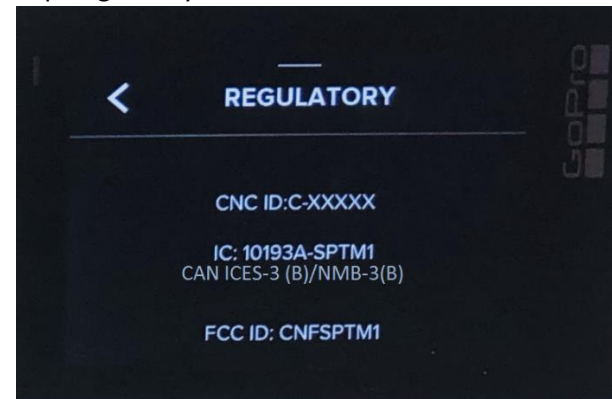 REGULATORY
GoPro
CNC ID:C-XXXXX
IC: 10193A-SPTM1
CAN ICES-3 (B)/NMB-3(B)
FCC ID: CNFSPTM1